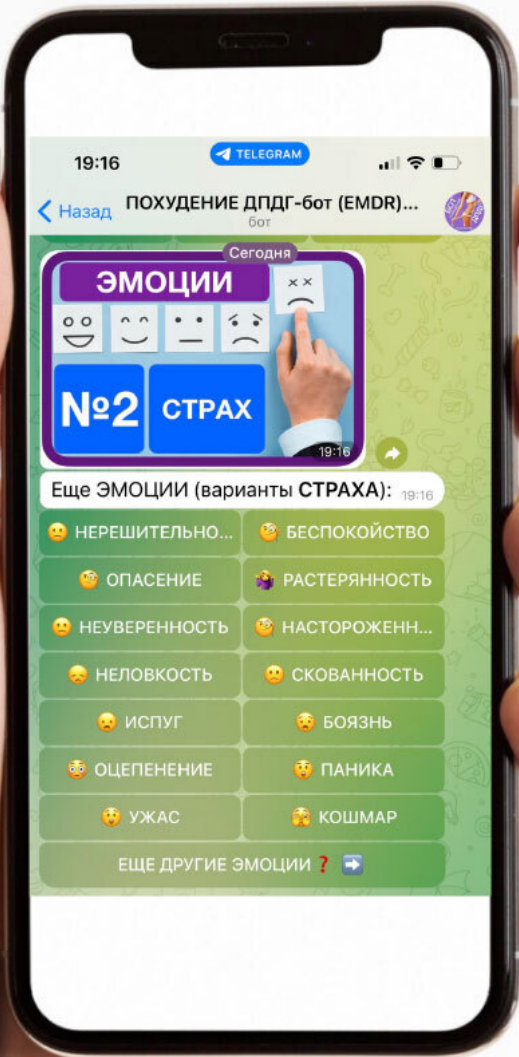 19:16
TELEGRAM
Назад
ПОХУДЕНИЕ ДПДГ-бот (EMDR)...
бот
Сегодня
ЭМОЦИИ
№2
СТРАХ
19:16
Еще ЭМОЦИИ (варианты СТРАХА): 19:16
НЕРЕШИТЕЛЬНО...
БЕСПОКОЙСТВО
ОПАСЕНИЕ
РАСТЕРЯННОСТЬ
НЕУВЕРЕННОСТЬ
НАСТОРОЖЕНН...
НЕЛОВКОСТЬ
СКОВАННОСТЬ
ИСПУГ
БОЯЗНЬ
ОЦЕПЕНЕНИЕ
ПАНИКА
УЖАС
КОШМАР
ЕЩЕ ДРУГИЕ ЭМОЦИИ❓ ➡️